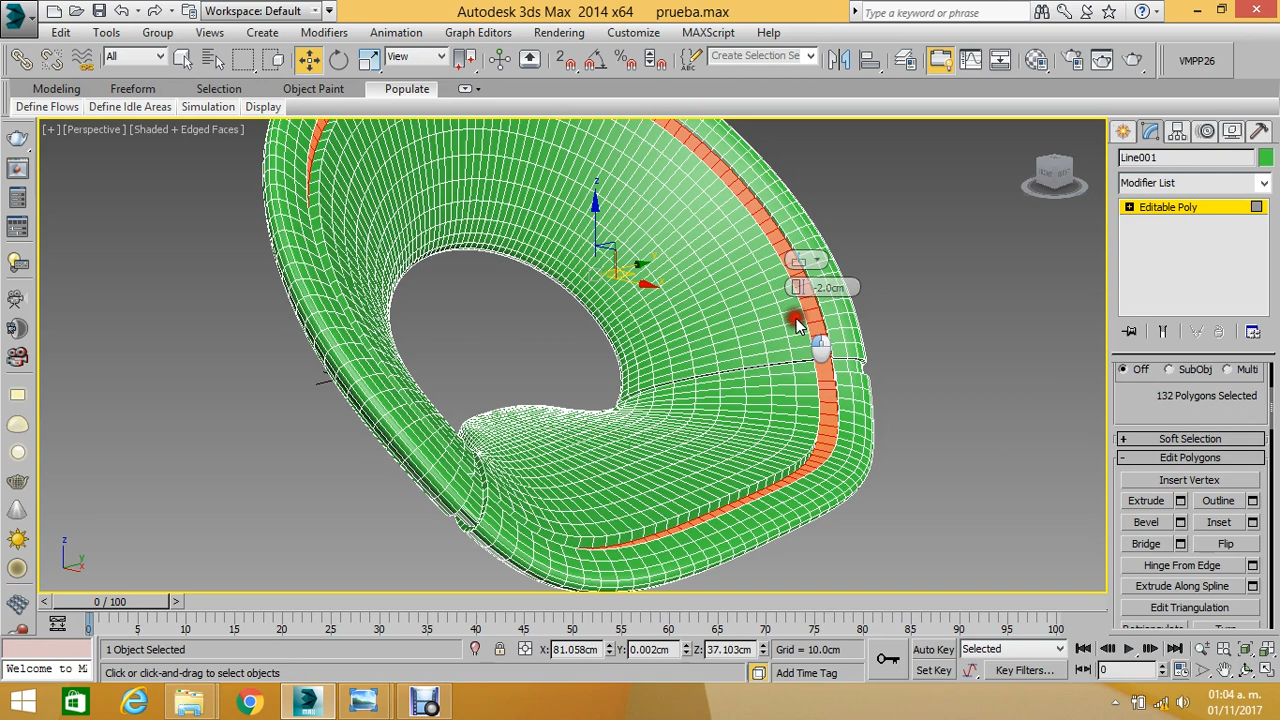 Workspace: Default
Autodesk 3ds Max 2014 x64 prueba.max
Type a keyword or phrase
Edit Tools Group Views Create Modifiers Animation Graph Editors Rendering Customize MAXScript Help
All View Create Selection Se VMPP26
Modeling Freeform Selection Object Paint Populate
Define Flows Define Idle Areas Simulation Display
[+] [Perspective] [Shaded + Edged Faces]
Line001
Modifier List
Editable Poly
z
-2.0cm
Off SubObj Multi
132 Polygons Selected
+ Soft Selection
- Edit Polygons
Insert Vertex
Extrude Outline
Bevel Inset
Bridge Flip
Hinge From Edge
Extrude Along Spline
Edit Triangulation
Retriangulate Turn
z
y
x
< 0 / 100 >
0 5 10 15 20 25 30 35 40 45 50 55 60 65 70 75 80 85 90 95 100
1 Object Selected X: 81.058cm Y: 0.002cm Z: 37.103cm Grid = 10.0cm Auto Key Selected
Welcome to M Click or click-and-drag to select objects Add Time Tag Set Key Key Filters... 0
01:04 a. m.
01/11/2017